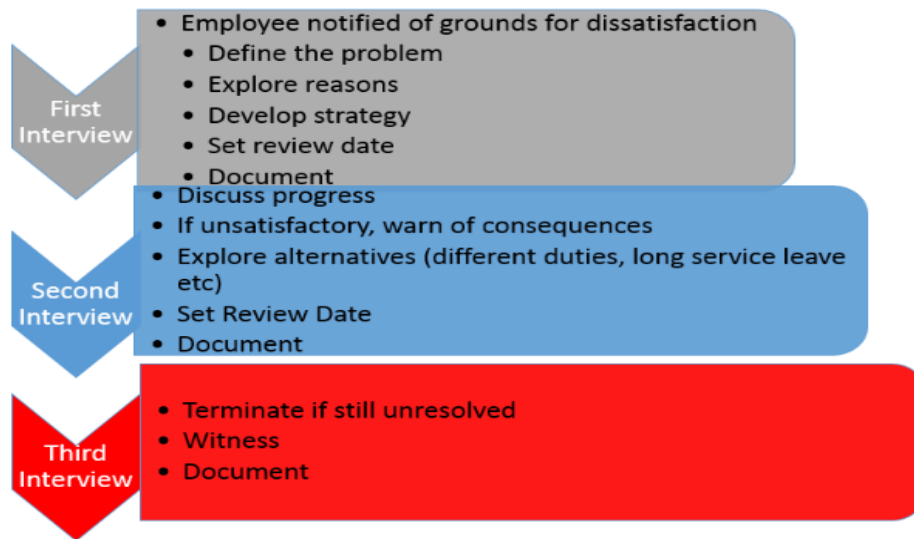 First
Interview
• Employee notified of grounds for dissatisfaction
• Define the problem
• Explore reasons
• Develop strategy
• Set review date
• Document
Second
Interview
• Discuss progress
• If unsatisfactory, warn of consequences
• Explore alternatives (different duties, long service leave
etc)
• Set Review Date
• Document
Third
Interview
• Terminate if still unresolved
• Witness
• Document